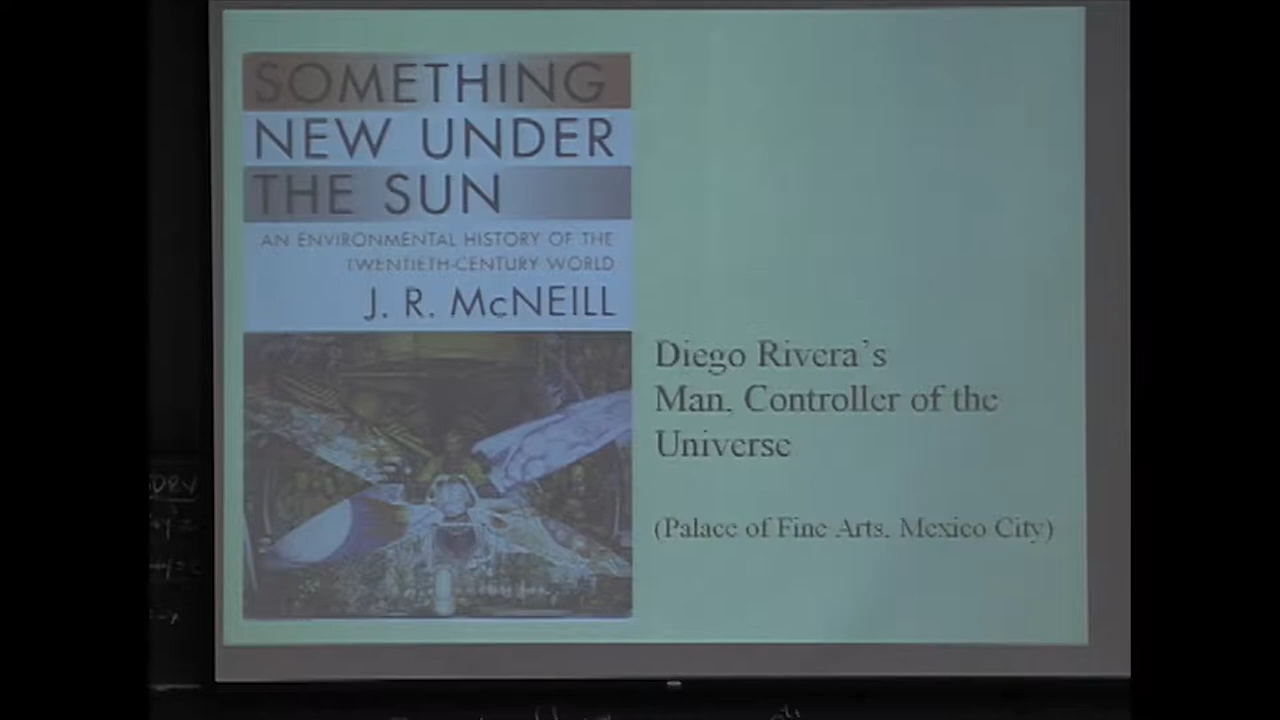 SOMETHING
NEW UNDER
THE SUN
AN ENVIRONMENTAL HISTORY OF THE
TWENTIETH-CENTURY WORLD
J. R. McNEILL
Diego Rivera's
Man, Controller of the
Universe
(Palace of Fine Arts, Mexico City)